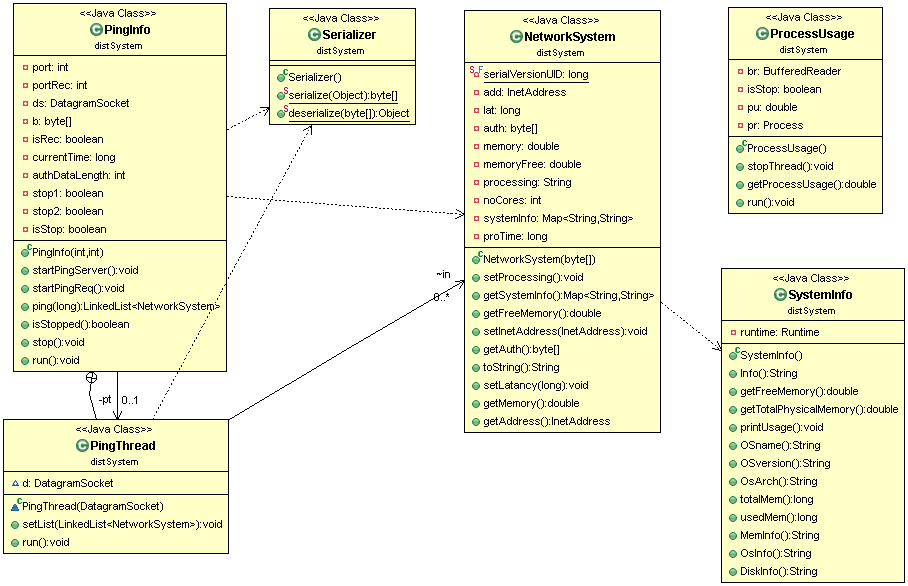 <<Java Class>>
PingInfo
distSystem
port: int
portRec: int
ds: DatagramSocket
b: byte[]
isRec: boolean
currentTime: long
authDataLength: int
stop1: boolean
stop2: boolean
isStop: boolean
PingInfo(int,int)
startPingServer():void
startPingReq():void
ping(long):LinkedList<NetworkSystem>
isStopped():boolean
stop():void
run():void
<<Java Class>>
Serializer
distSystem
Serializer()
serialize(Object):byte[]
deserialize(byte[]):Object
<<Java Class>>
NetworkSystem
distSystem
serialVersionUID: long
add: InetAddress
lat: long
auth: byte[]
memory: double
memoryFree: double
processing: String
noCores: int
systemInfo: Map<String,String>
proTime: long
NetworkSystem(byte[])
setProcessing():void
getSystemInfo():Map<String,String>
getFreeMemory():double
setInetAddress(InetAddress):void
getAuth():byte[]
toString():String
setLatancy(long):void
getMemory():double
getAddress():InetAddress
<<Java Class>>
ProcessUsage
distSystem
br: BufferedReader
isStop: boolean
pu: double
pr: Process
ProcessUsage()
stopThread():void
getProcessUsage():double
run():void
<<Java Class>>
SystemInfo
distSystem
runtime: Runtime
SystemInfo()
Info():String
getFreeMemory():double
getTotalPhysicalMemory():double
printUsage():void
OSname():String
OSversion():String
OsArch():String
totalMem():long
usedMem():long
MemInfo():String
OsInfo():String
DiskInfo():String
~in
0..*
-pt
0..1
<<Java Class>>
PingThread
distSystem
d: DatagramSocket
PingThread(DatagramSocket)
setList(LinkedList<NetworkSystem>):void
run():void